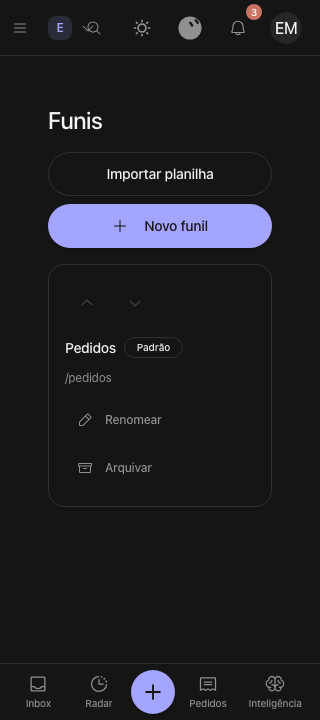 E
3
EM
Funis
Importar planilha
Novo funil
Pedidos Padrão
/pedidos
Renomear
Arquivar
Inbox Radar Pedidos Inteligência